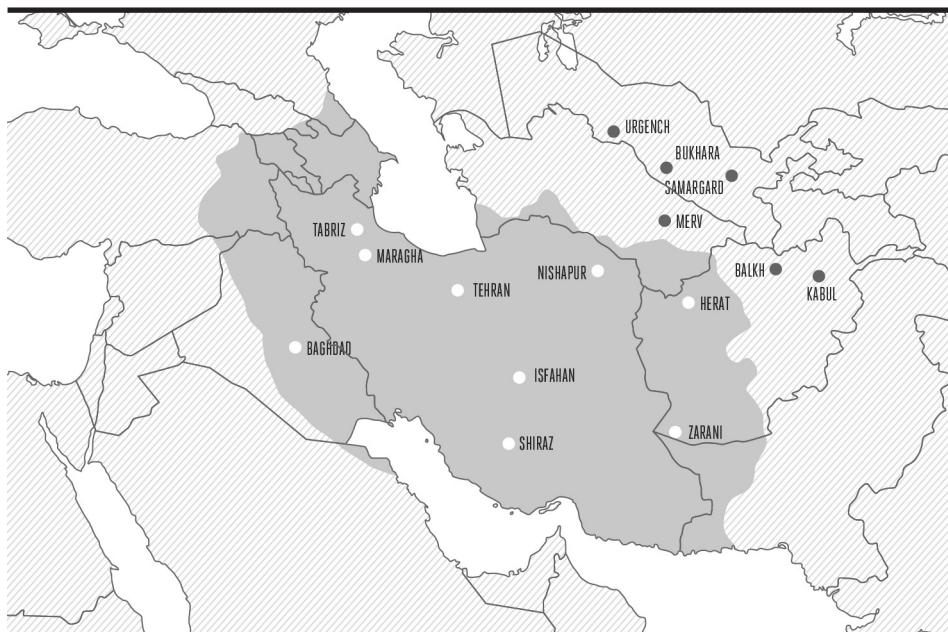 URGENCH
BUKHARA
SAMARGARD
MERV
TABRIZ
MARAGHA
NISHAPUR
BALKH
KABUL
TEHRAN
HERAT
BAGHDAD
ISFAHAN
ZARANI
SHIRAZ